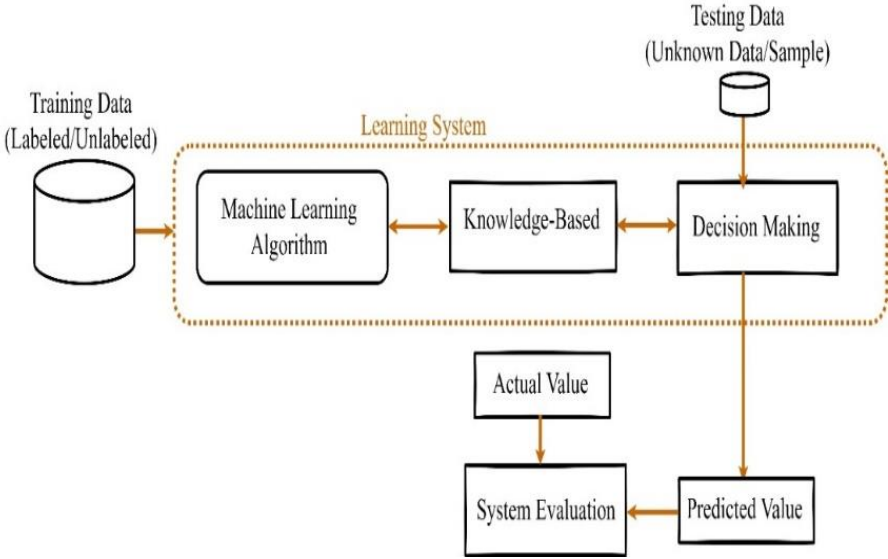 Testing Data
(Unknown Data/Sample)
Training Data
(Labeled/Unlabeled)
Learning System
Machine Learning
Algorithm
Knowledge-Based
Decision Making
Actual Value
System Evaluation
Predicted Value